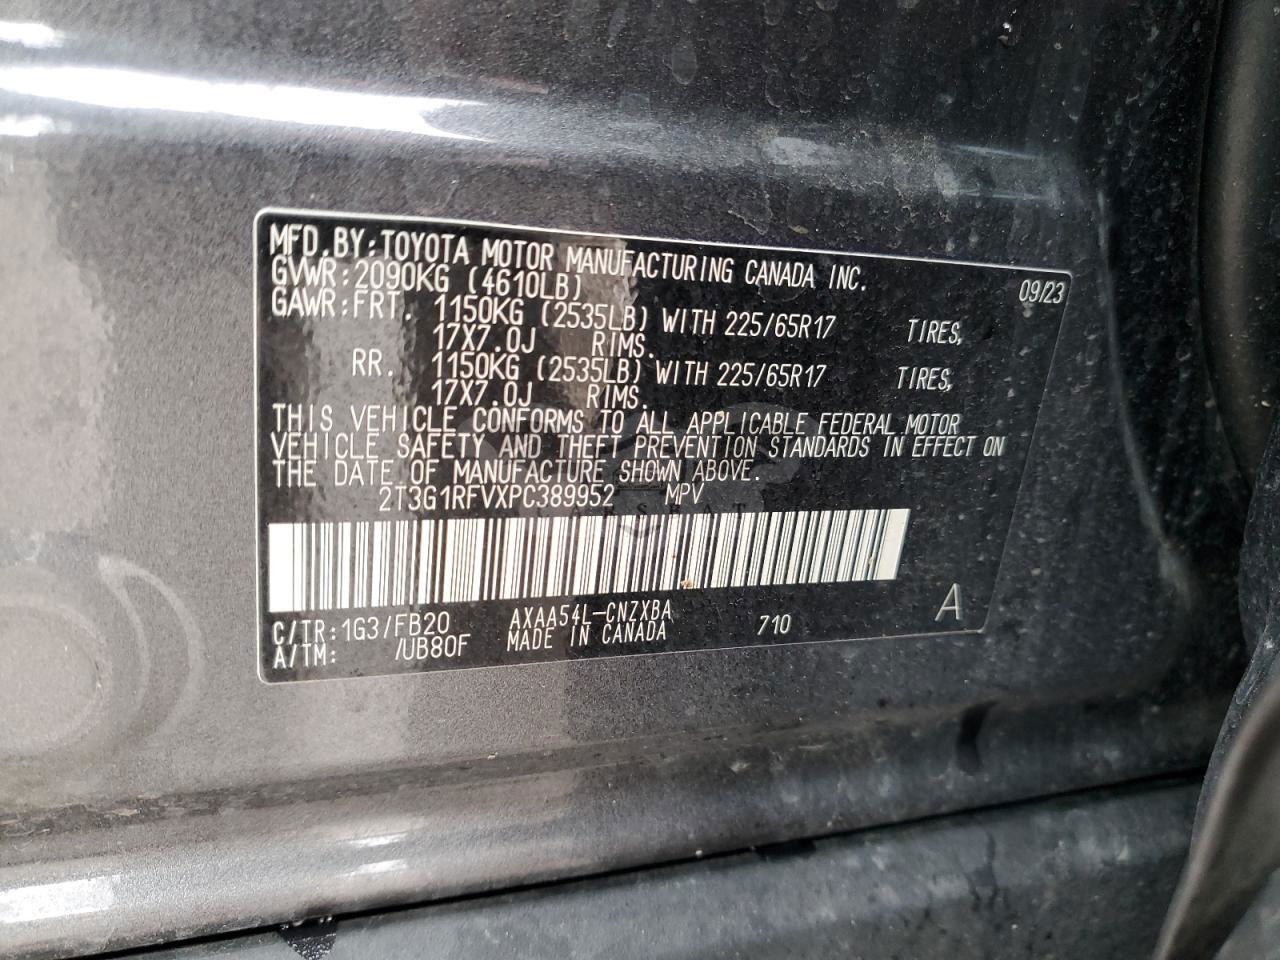 MFD.BY:TOYOTA MOTOR MANUFACTURING CANADA INC.
GVWR:2090KG (4610LB) 09/23
GAWR:FRT. 1150KG (2535LB) WITH 225/65R17 TIRES,
17X7.0J RIMS.
RR. 1150KG (2535LB) WITH 225/65R17 TIRES,
17X7.0J RIMS.
THIS VEHICLE CONFORMS TO ALL APPLICABLE FEDERAL MOTOR
VEHICLE SAFETY AND THEFT PREVENTION STANDARDS IN EFFECT ON
THE DATE OF MANUFACTURE SHOWN ABOVE.
2T3G1RFVXPC389952 MPV
C/TR:1G3/FB20 AXAA54L-CNZXBA 710 A
A/TM: /UB80F MADE IN CANADA